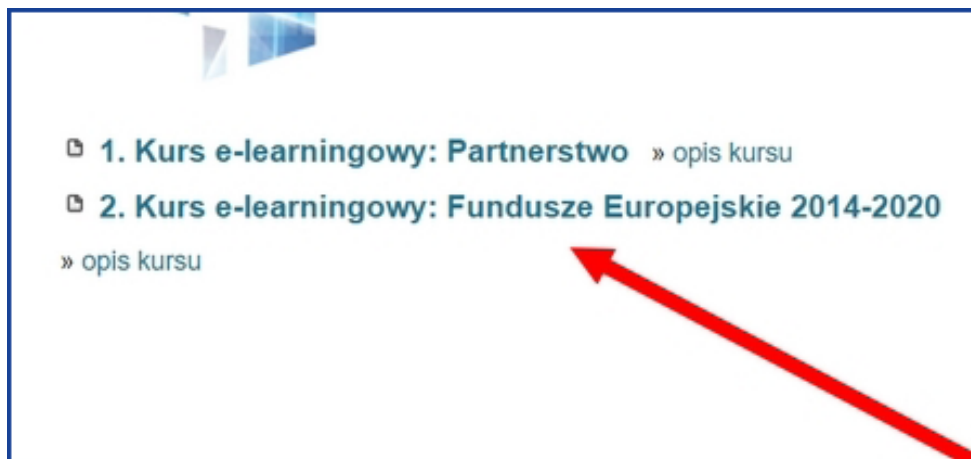 1. Kurs e-learningowy: Partnerstwo » opis kursu
2. Kurs e-learningowy: Fundusze Europejskie 2014-2020
» opis kursu